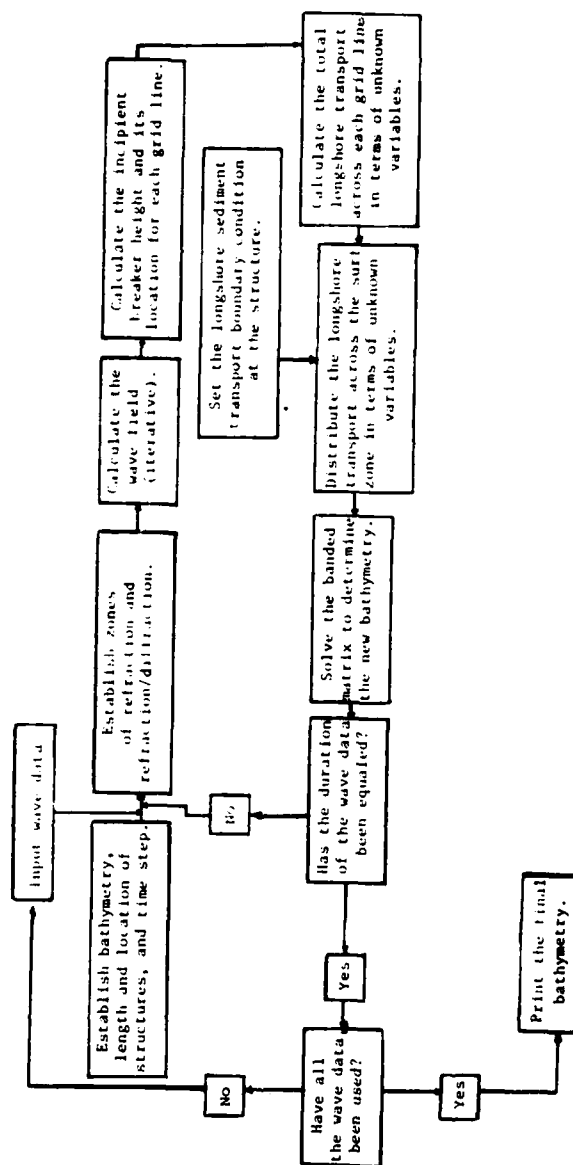 Input wave data
Establish bathymetry,
length and location of
structures, and time step.
Establish zones
of refraction and
refraction/diffraction.
Calculate the
wave field
(iterative).
Calculate the incipient
breaker height and its
location for each grid line.
Set the longshore sediment
transport boundary condition
at the structure.
Calculate the total
longshore transport
across each grid line
in terms of unknown
variables.
Distribute the longshore
transport across the surf
zone in terms of unknown
variables.
Solve the banded
matrix to determine
the new bathymetry.
Has the duration
of the wave data
been equaled?
No
Yes
Have all
the wave data
been used?
No
Yes
Print the final
bathymetry.